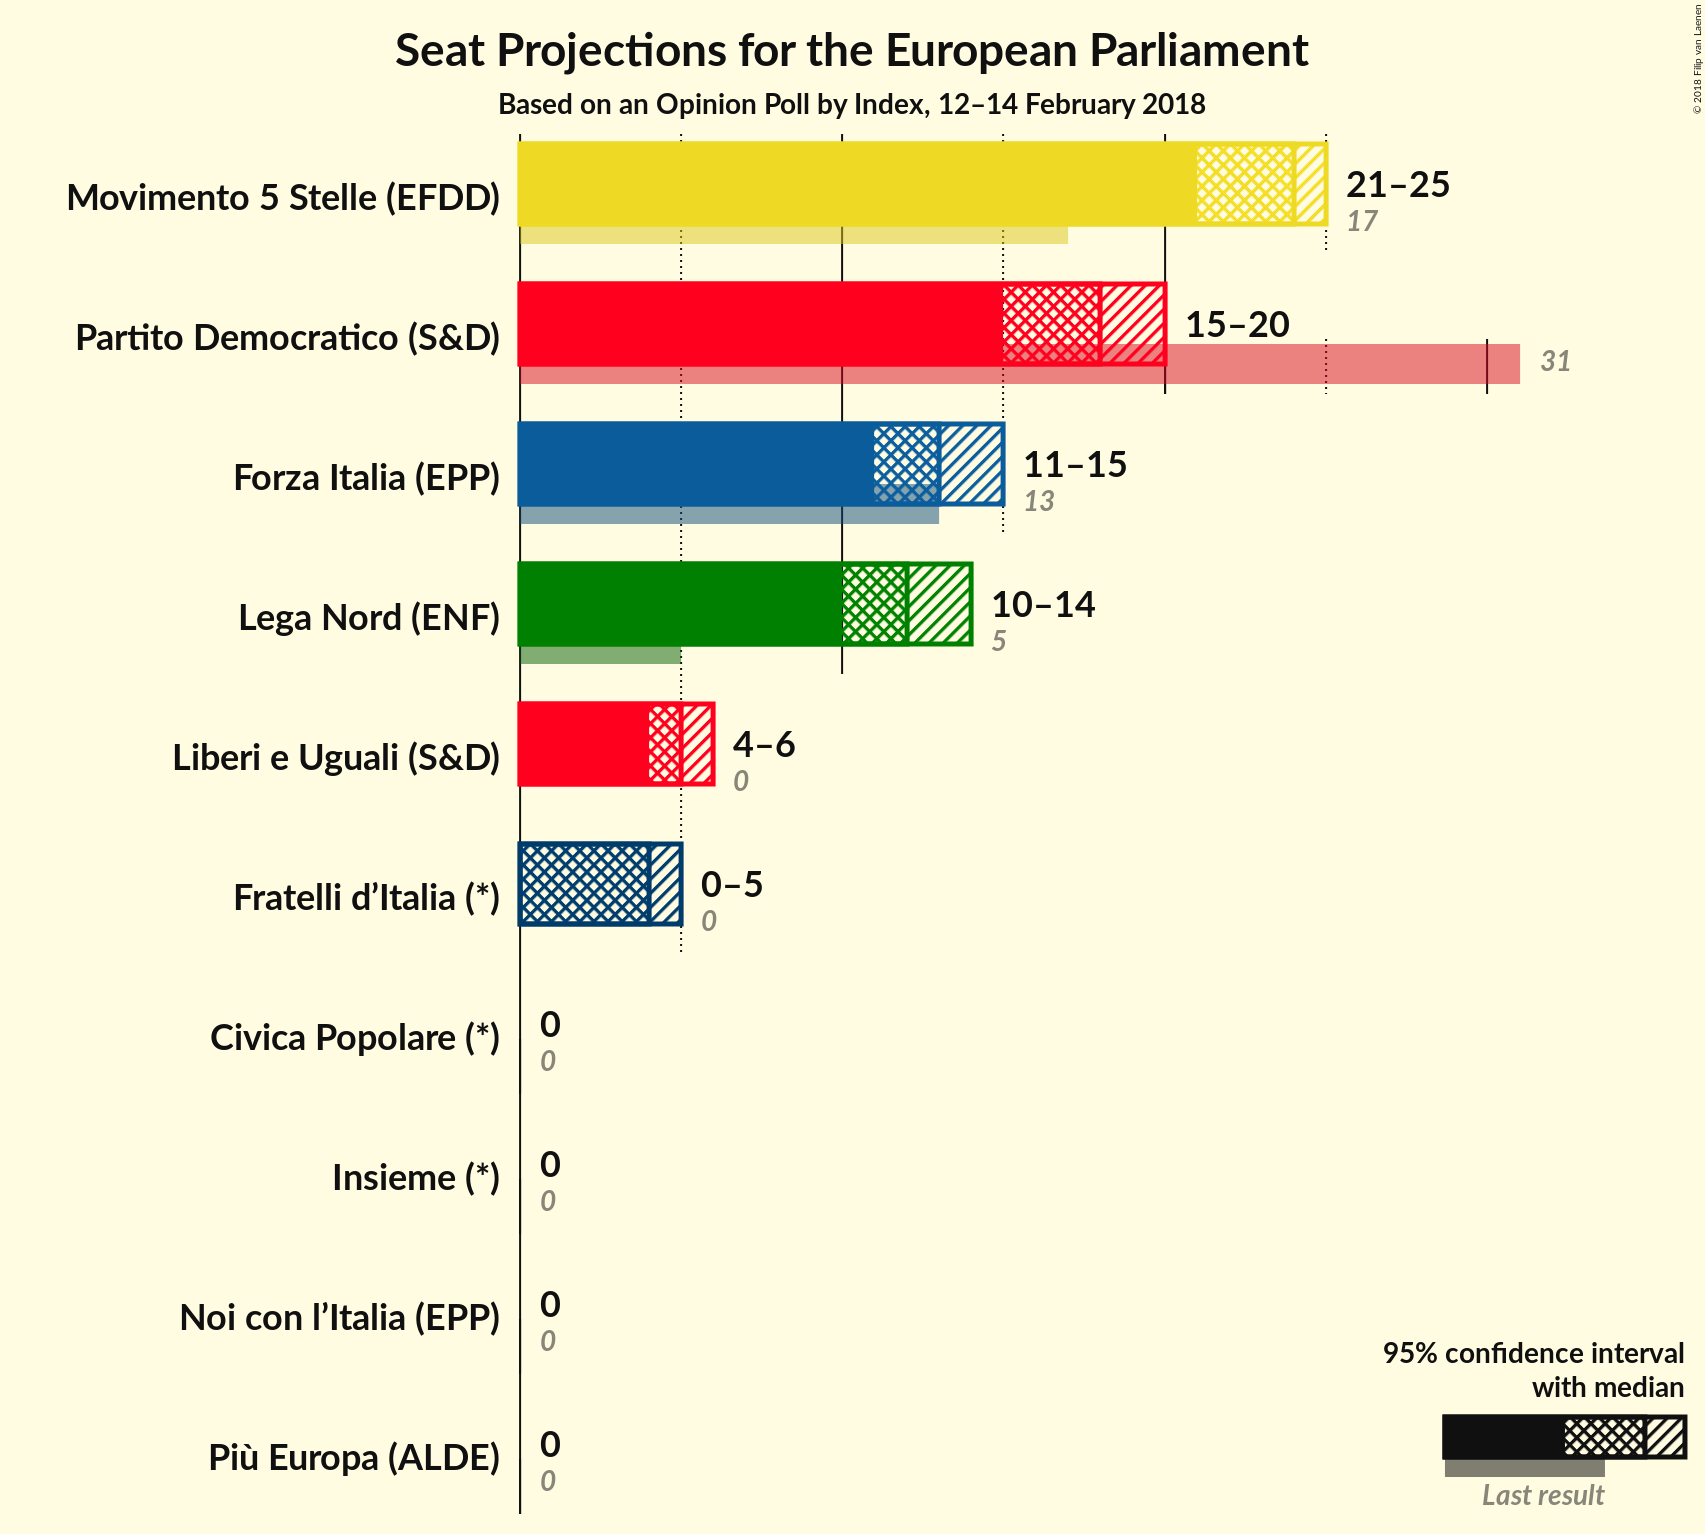 Seat Projections for the European Parliament
Based on an Opinion Poll by Index, 12–14 February 2018
© 2018 Filip van Laenen
Movimento 5 Stelle (EFDD)
21–25
17
Partito Democratico (S&D)
15–20
31
Forza Italia (EPP)
11–15
13
Lega Nord (ENF)
10–14
5
Liberi e Uguali (S&D)
4–6
0
Fratelli d’Italia (*)
0–5
0
Civica Popolare (*)
0
0
Insieme (*)
0
0
Noi con l’Italia (EPP)
0
0
Più Europa (ALDE)
0
0
95% confidence interval
with median
Last result